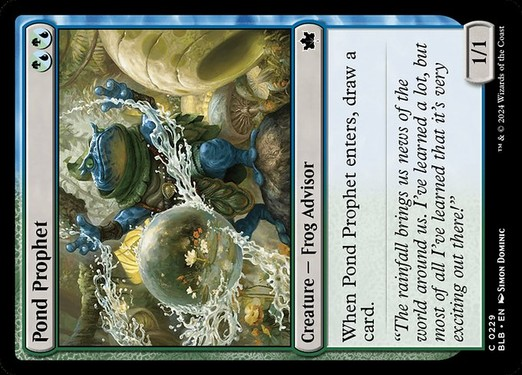 Pond Prophet
Creature — Frog Advisor
When Pond Prophet enters, draw a
card.
“The rainfall brings us news of the
world around us. I’ve learned a lot, but
most of all I’ve learned that it’s very
exciting out there!”
1/1
C 0229
BLB • EN SIMON DOMINIC
™ & © 2024 Wizards of the Coast